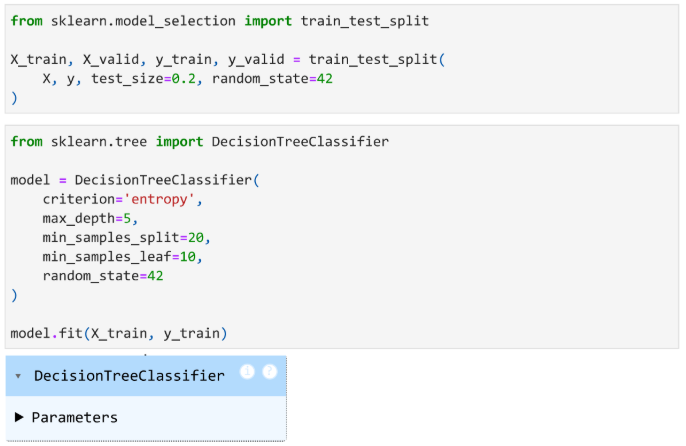 from sklearn.model_selection import train_test_split
X_train, X_valid, y_train, y_valid = train_test_split(
    X, y, test_size=0.2, random_state=42
)
from sklearn.tree import DecisionTreeClassifier
model = DecisionTreeClassifier(
    criterion='entropy',
    max_depth=5,
    min_samples_split=20,
    min_samples_leaf=10,
    random_state=42
)
model.fit(X_train, y_train)
▾ DecisionTreeClassifier i ?
▶ Parameters